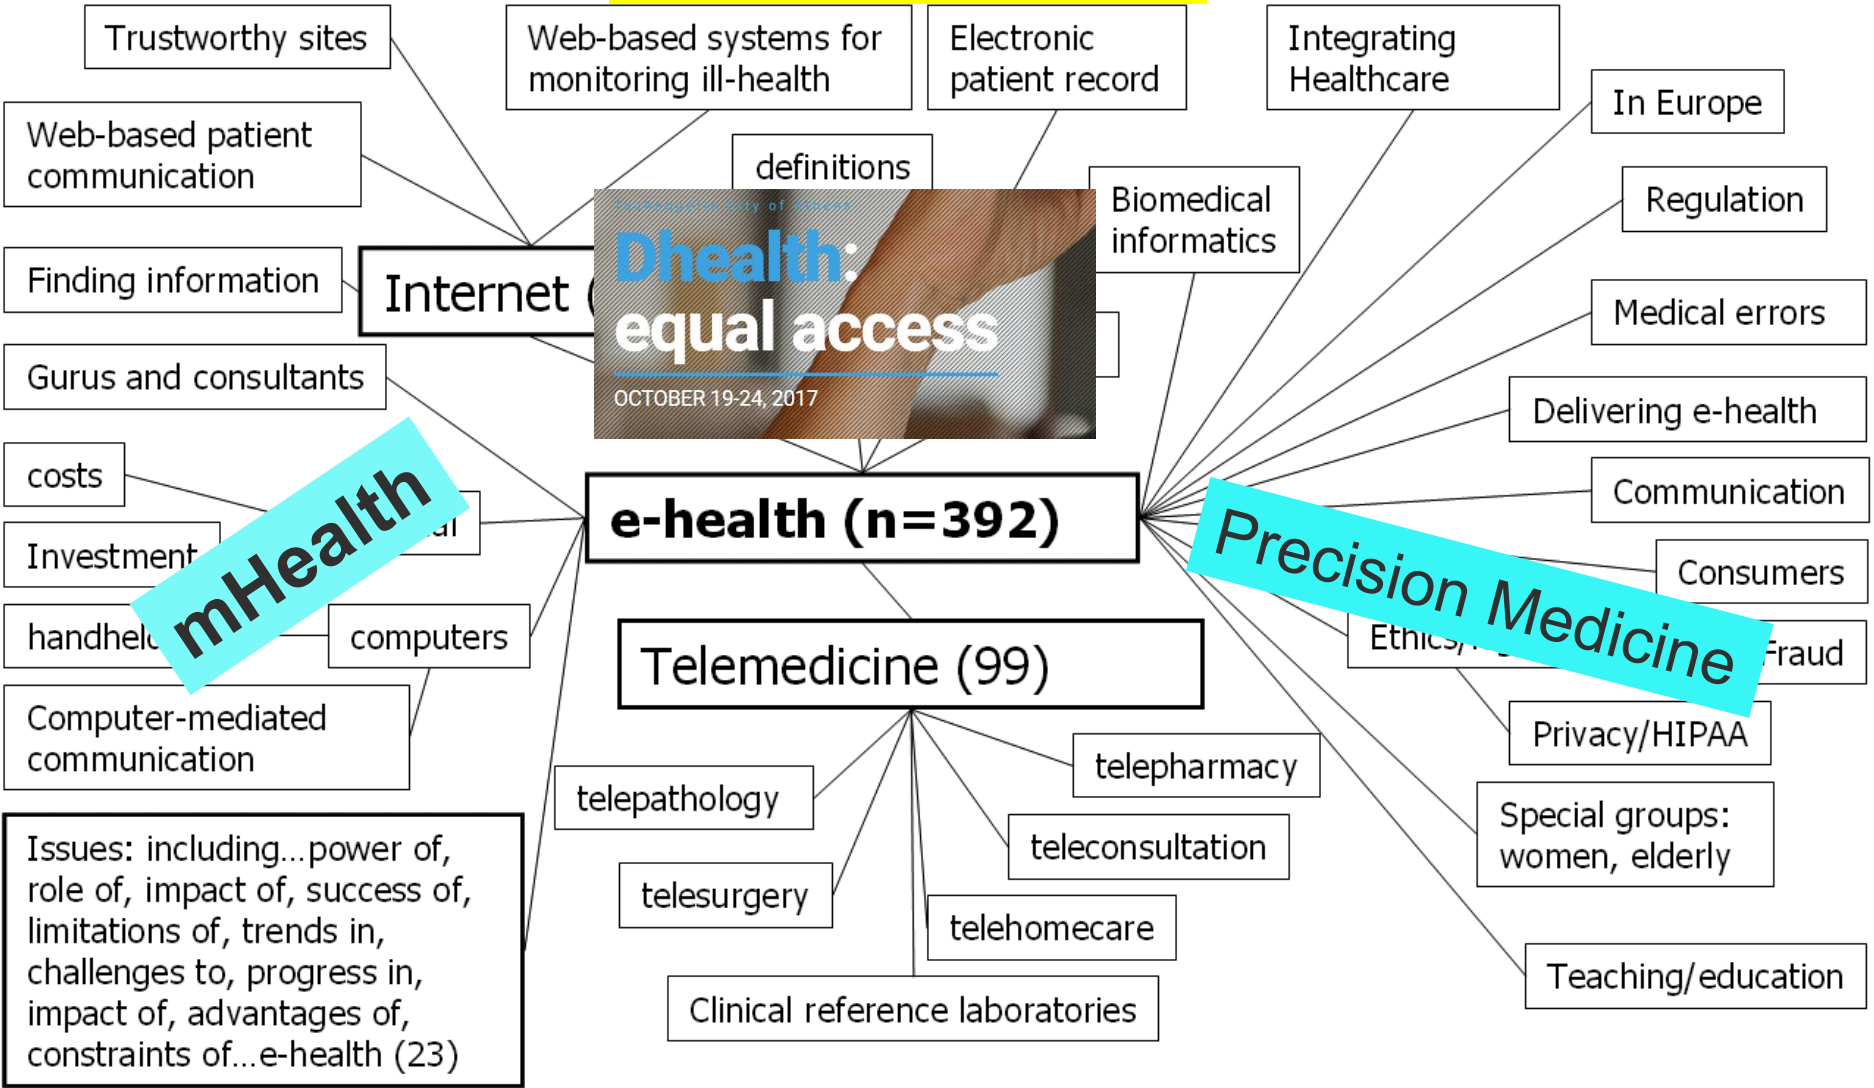 Trustworthy sites
Web-based systems for
monitoring ill-health
Electronic
patient record
Integrating
Healthcare
In Europe
Web-based patient
communication
definitions
Biomedical
informatics
Regulation
Finding information
Internet (
Dhealth:
equal access
OCTOBER 19-24, 2017
Medical errors
Gurus and consultants
Delivering e-health
costs
mHealth
e-health (n=392)
Communication
Investment
Precision Medicine
Consumers
computers
Telemedicine (99)
Ethics/
Fraud
Computer-mediated
communication
Privacy/HIPAA
telepathology
telepharmacy
Special groups:
women, elderly
teleconsultation
telesurgery
telehomecare
Issues: including...power of,
role of, impact of, success of,
limitations of, trends in,
challenges to, progress in,
impact of, advantages of,
constraints of...e-health (23)
Clinical reference laboratories
Teaching/education